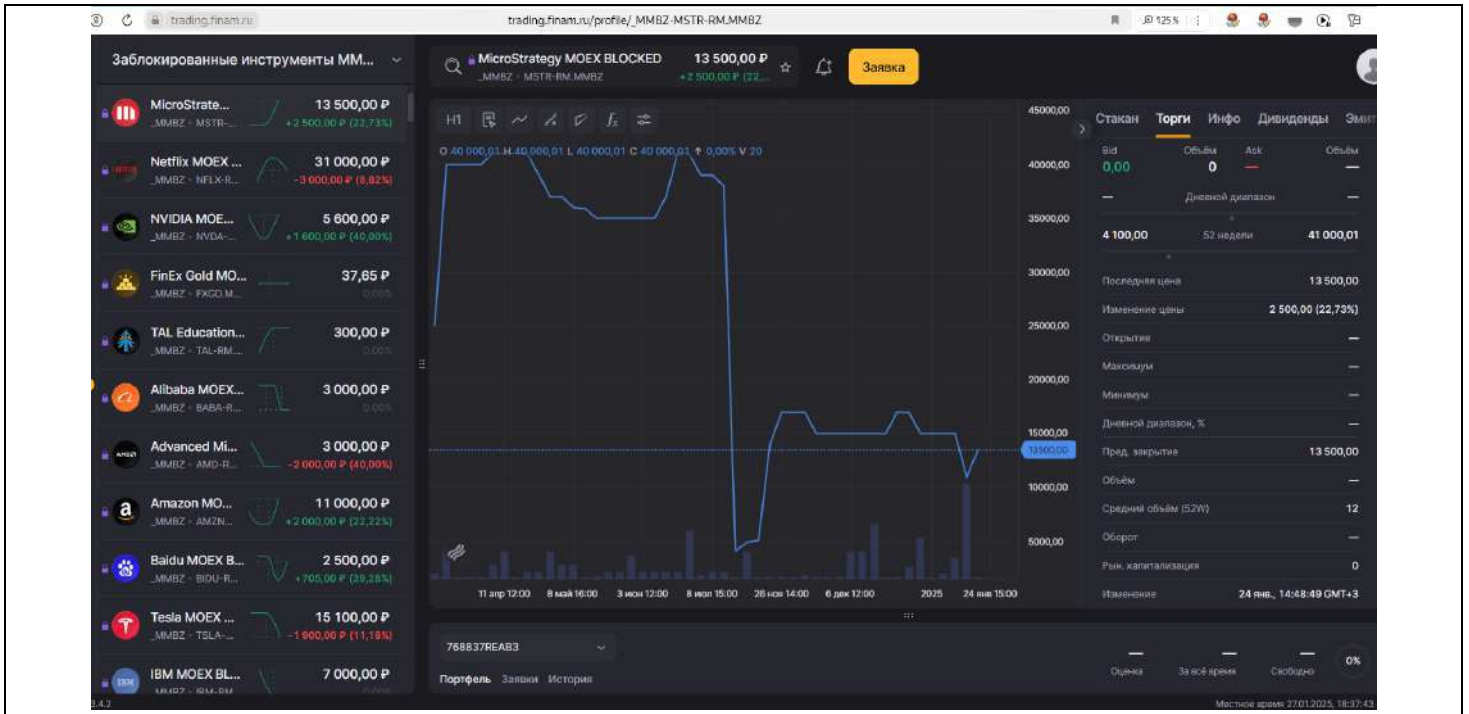 trading.finam.ru
trading.finam.ru/profile/_MMBZ-MSTR-RM.MMBZ
125 %
Заблокированные инструменты ММ...
MicroStrate... 13 500,00 ₽
_MMBZ - MSTR-... +2 500,00 ₽ (22,73%)
Netflix MOEX ... 31 000,00 ₽
_MMBZ - NFLX-R... -3 000,00 ₽ (8,82%)
NVIDIA MOE... 5 600,00 ₽
_MMBZ - NVDA-... +1 600,00 ₽ (40,00%)
FinEx Gold MO... 37,65 ₽
_MMBZ - FXGO.M... 0,00%
TAL Education... 300,00 ₽
_MMBZ - TAL-RM.... 0,00%
Alibaba MOEX... 3 000,00 ₽
_MMBZ - BABA-R... 0,00%
Advanced Mi... 3 000,00 ₽
_MMBZ - AMD-R... -2 000,00 ₽ (40,00%)
Amazon MO... 11 000,00 ₽
_MMBZ - AMZN... +2 000,00 ₽ (22,22%)
Baidu MOEX B... 2 500,00 ₽
_MMBZ - BIDU-R... +705,00 ₽ (39,28%)
Tesla MOEX ... 15 100,00 ₽
_MMBZ - TSLA-... -1 900,00 ₽ (11,18%)
IBM MOEX BL... 7 000,00 ₽
3.4.2
MicroStrategy MOEX BLOCKED 13 500,00 ₽
_MMBZ - MSTR-RM.MMBZ +2 500,00 ₽ (22....
Заявка
H1
O 40 000,01 H 40 000,01 L 40 000,01 C 40 000,01 0,00% V 20
45000,00
40000,00
35000,00
30000,00
25000,00
20000,00
15000,00
13500,00
10000,00
5000,00
11 апр 12:00 8 май 16:00 3 июн 12:00 8 июл 15:00 26 ноя 14:00 6 дек 12:00 2025 24 янв 15:00
Стакан Торги Инфо Дивиденды Эмит
Bid Объём Ask Объём
0,00 0 — —
— Дневной диапазон —
4 100,00 52 недели 41 000,01
Последняя цена 13 500,00
Изменение цены 2 500,00 (22,73%)
Открытие —
Максимум —
Минимум —
Дневной диапазон, % —
Пред. закрытие 13 500,00
Объём —
Средний объём (52W) 12
Оборот —
Рын. капитализация 0
Изменение 24 янв., 14:48:49 GMT+3
768837REAB3
Портфель Заявки История
— — — 0%
Оценка За всё время Свободно
Местное время 27.01.2025, 18:37:43